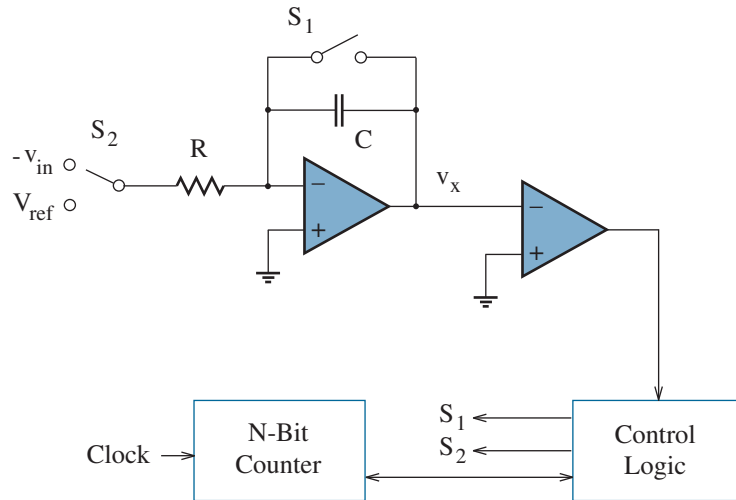 S1
S2
R
C
-vin
Vref
vx
−
+
−
+
S1
S2
Clock
N-Bit
Counter
Control
Logic